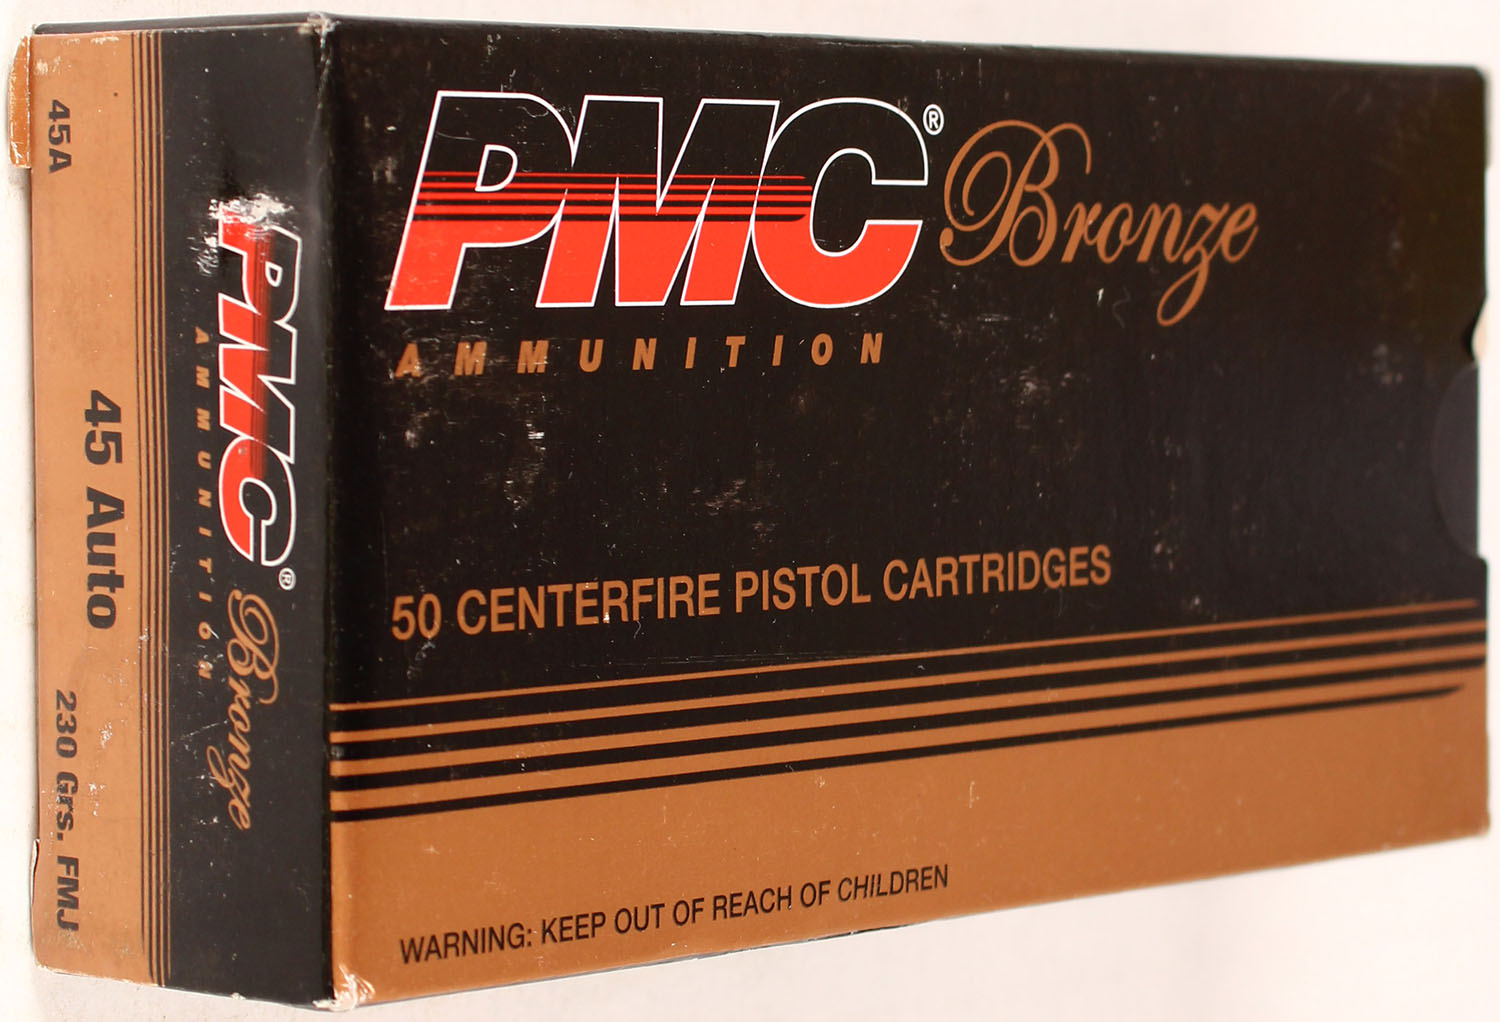 PMC® Bronze
AMMUNITION
50 CENTERFIRE PISTOL CARTRIDGES
WARNING: KEEP OUT OF REACH OF CHILDREN
PMC® Bronze
AMMUNITION
45A
45 Auto
230 Grs. FMJ